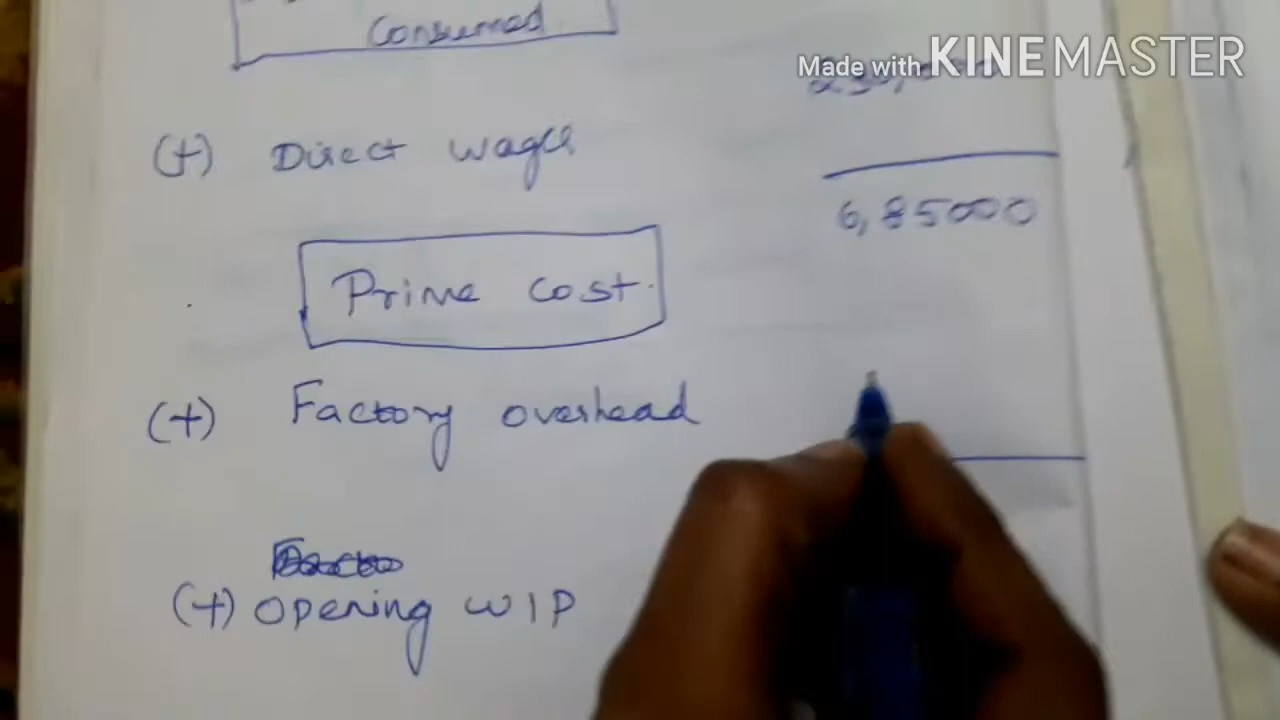 Consumed
Made with KINEMASTER
(+) Direct wages
6,85000
Prime cost.
(+) Factory overhead
(+) Opening WIP